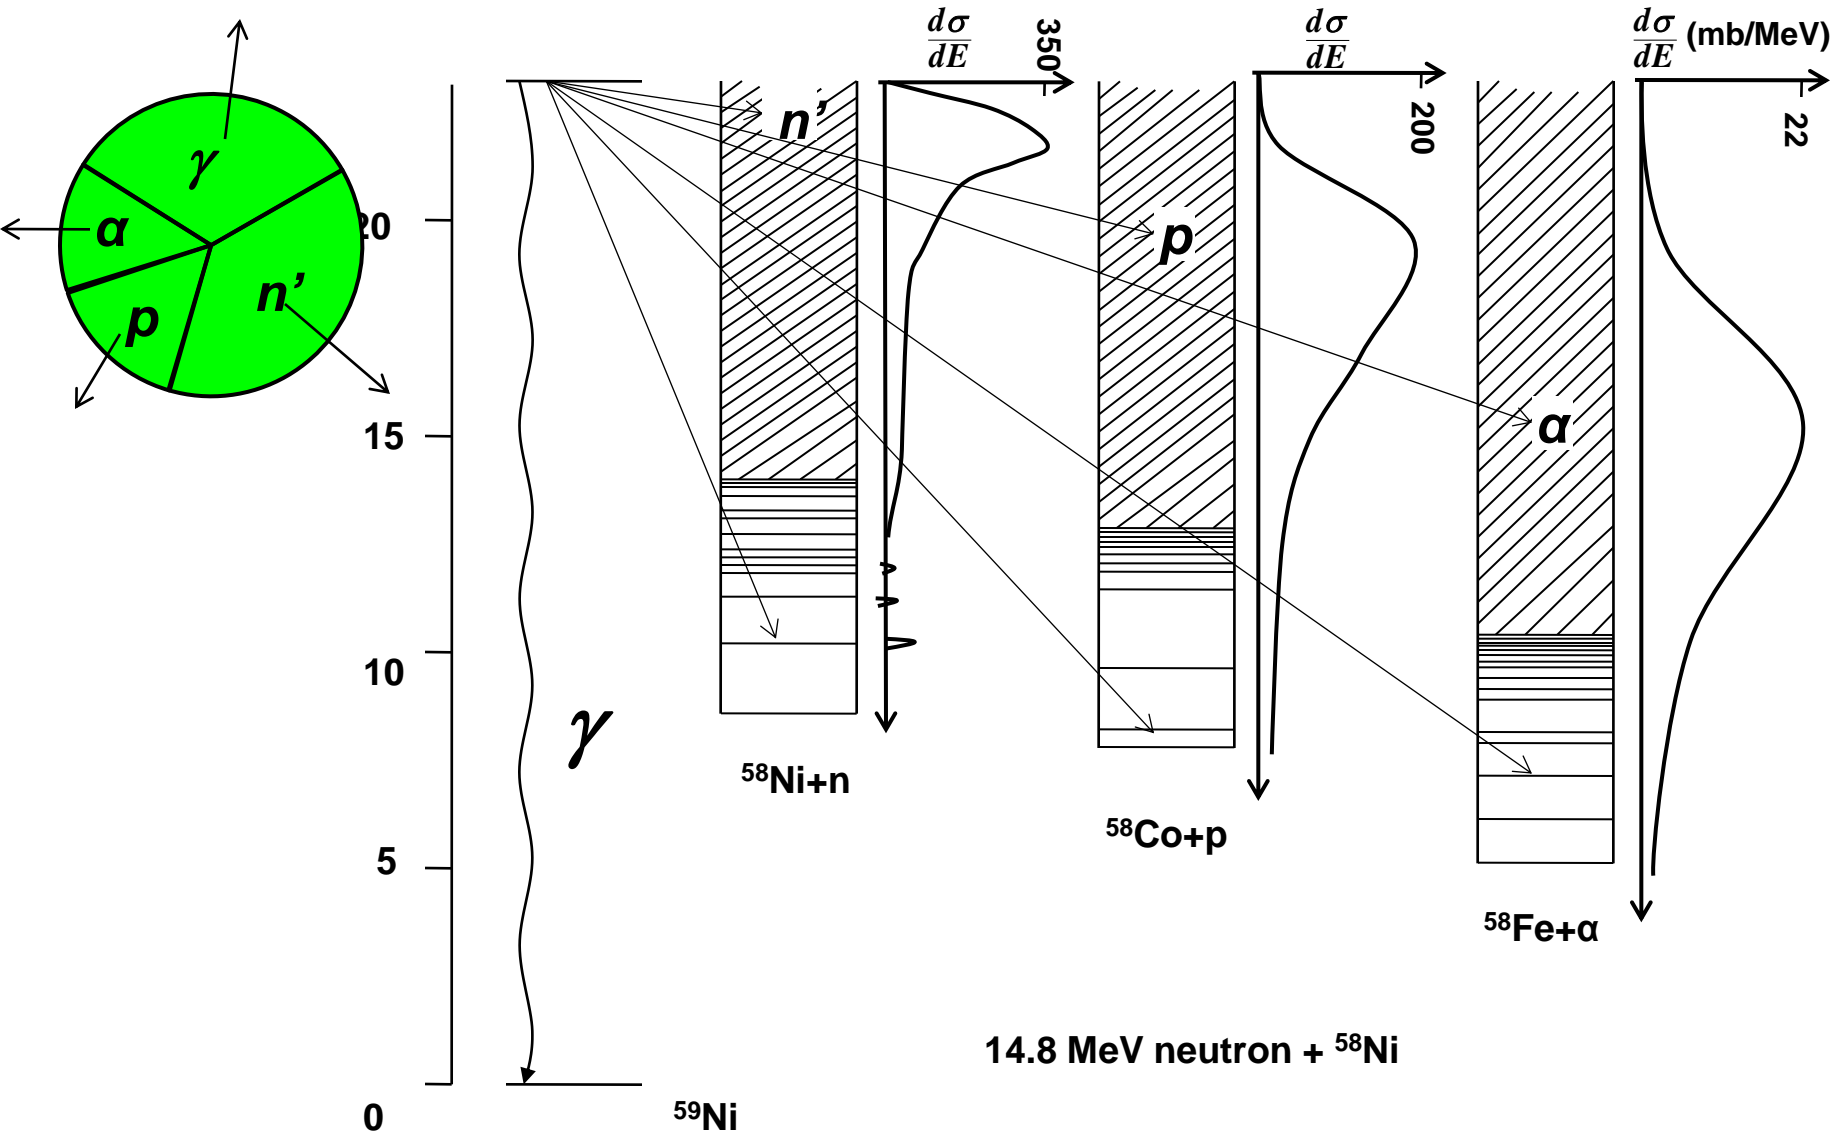 dσ/dE
350
dσ/dE
200
dσ/dE (mb/MeV)
22
γ
α
p
n’
n’
p
α
20
15
10
5
0
γ
⁵⁸Ni+n
⁵⁸Co+p
⁵⁸Fe+α
14.8 MeV neutron + ⁵⁸Ni
⁵⁹Ni